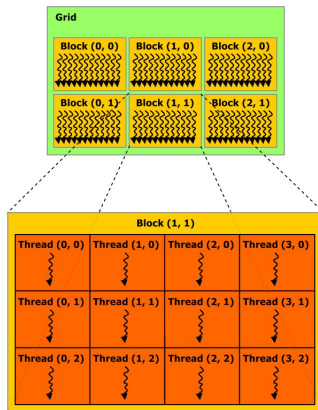 Grid
Block (0, 0) Block (1, 0) Block (2, 0)
Block (0, 1) Block (1, 1) Block (2, 1)
Block (1, 1)
Thread (0, 0) Thread (1, 0) Thread (2, 0) Thread (3, 0)
Thread (0, 1) Thread (1, 1) Thread (2, 1) Thread (3, 1)
Thread (0, 2) Thread (1, 2) Thread (2, 2) Thread (3, 2)